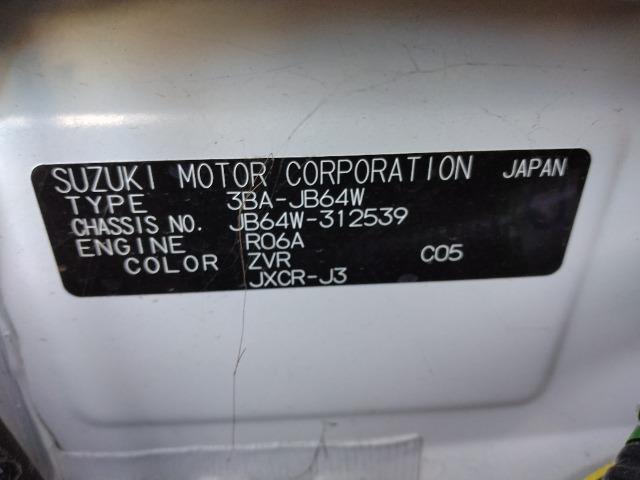 SUZUKI MOTOR CORPORATION JAPAN
TYPE 3BA-JB64W
CHASSIS NO. JB64W-312539
ENGINE R06A
COLOR ZVR C05
JXCR-J3